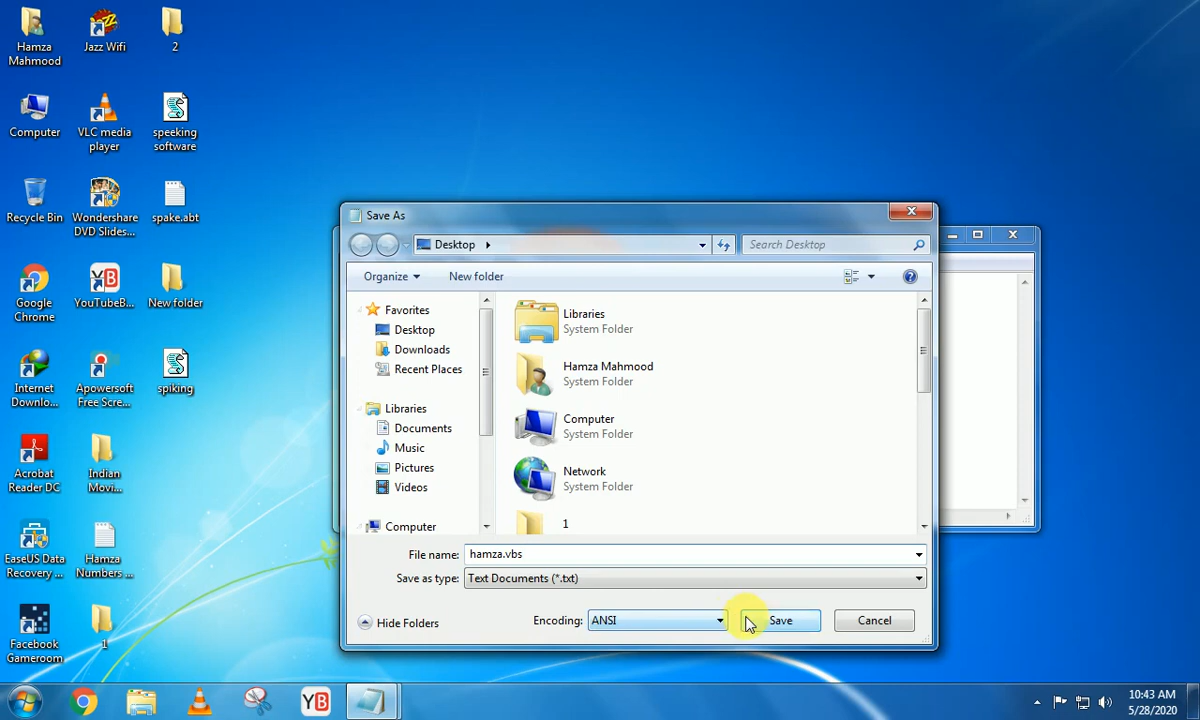 Hamza
Mahmood
Jazz Wifi
2
Computer
VLC media
player
speeking
software
Recycle Bin
Wondershare
DVD Slides...
spake.abt
Google
Chrome
YouTubeB...
New folder
Internet
Downlo...
Apowersoft
Free Scre...
spiking
Acrobat
Reader DC
Indian
Movi...
EaseUS Data
Recovery ...
Hamza
Numbers ...
Facebook
Gameroom
1
Save As
Desktop
Search Desktop
Organize
New folder
Favorites
Desktop
Downloads
Recent Places
Libraries
Documents
Music
Pictures
Videos
Computer
Libraries
System Folder
Hamza Mahmood
System Folder
Computer
System Folder
Network
System Folder
1
File name: hamza.vbs
Save as type: Text Documents (*.txt)
Hide Folders
Encoding: ANSI
Save
Cancel
YB
10:43 AM
5/28/2020